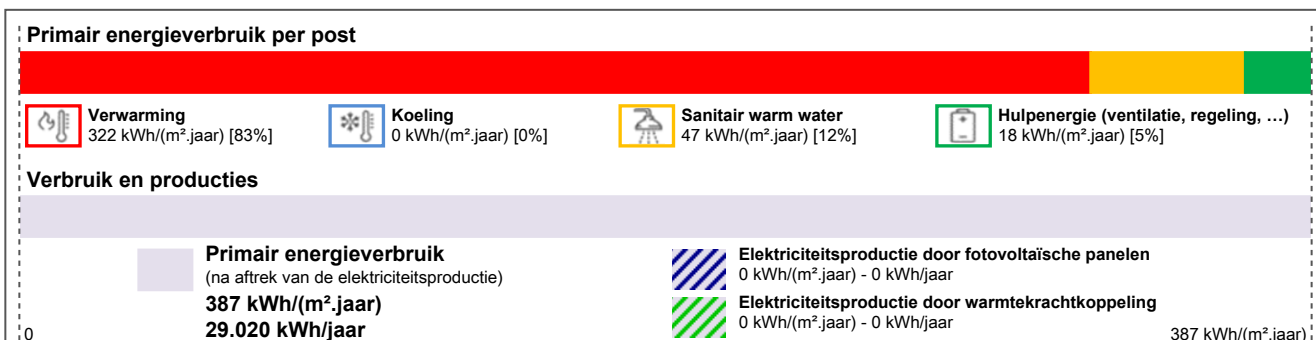 Primair energieverbruik per post
Verwarming
322 kWh/(m².jaar) [83%]
Koeling
0 kWh/(m².jaar) [0%]
Sanitair warm water
47 kWh/(m².jaar) [12%]
Hulpenergie (ventilatie, regeling, …)
18 kWh/(m².jaar) [5%]
Verbruik en producties
Primair energieverbruik
(na aftrek van de elektriciteitsproductie)
387 kWh/(m².jaar)
29.020 kWh/jaar
Elektriciteitsproductie door fotovoltaïsche panelen
0 kWh/(m².jaar) - 0 kWh/jaar
Elektriciteitsproductie door warmtekrachtkoppeling
0 kWh/(m².jaar) - 0 kWh/jaar
0
387 kWh/(m².jaar)